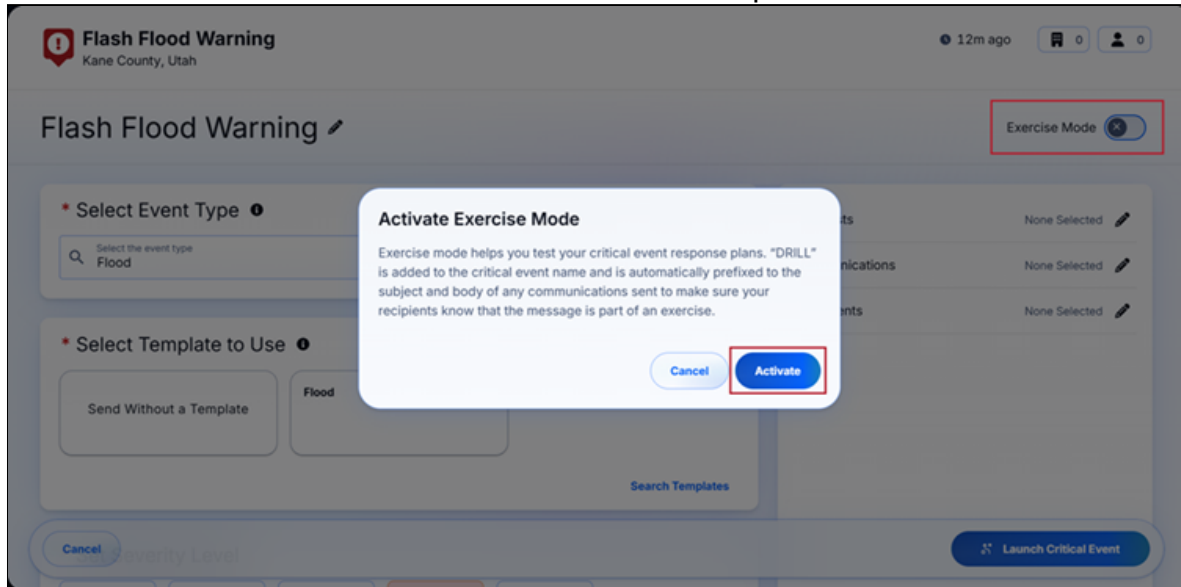 Flash Flood Warning
Kane County, Utah
12m ago
0
0
Flash Flood Warning
Exercise Mode
* Select Event Type
Select the event type
Flood
* Select Template to Use
Send Without a Template
Flood
Search Templates
Activate Exercise Mode
Exercise mode helps you test your critical event response plans. “DRILL”
is added to the critical event name and is automatically prefixed to the
subject and body of any communications sent to make sure your
recipients know that the message is part of an exercise.
Cancel
Activate
None Selected
None Selected
None Selected
Cancel
Severity Level
Launch Critical Event